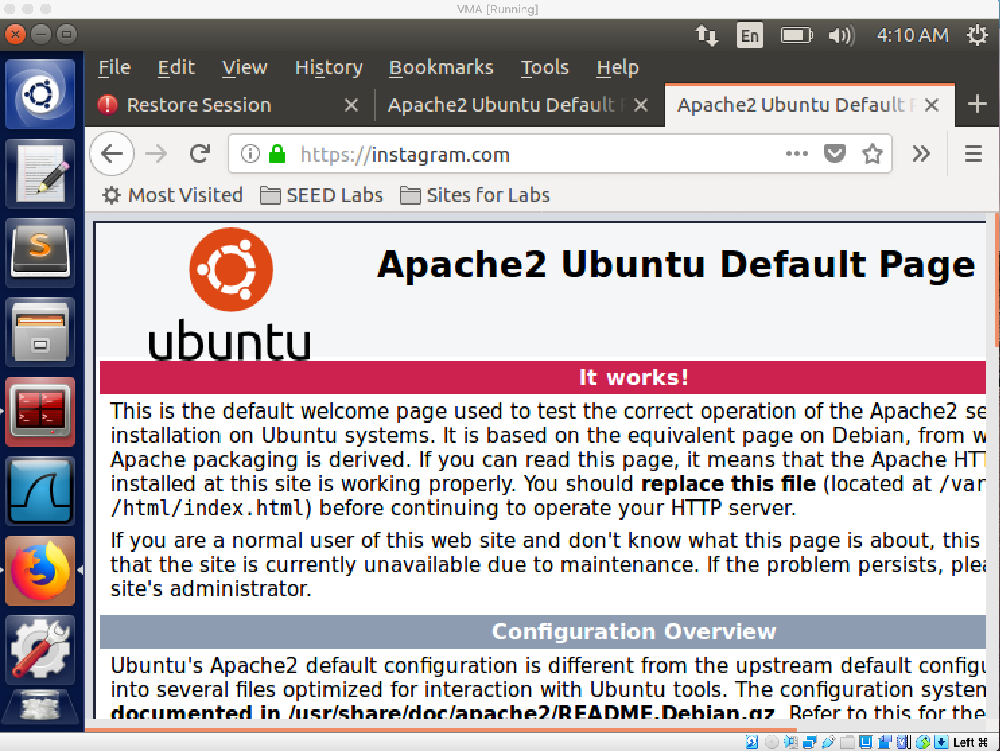 VMA [Running]
En
4:10 AM
File Edit View History Bookmarks Tools Help
Restore Session
Apache2 Ubuntu Default
Apache2 Ubuntu Default
https://instagram.com
Most Visited SEED Labs Sites for Labs
ubuntu
Apache2 Ubuntu Default Page
It works!
This is the default welcome page used to test the correct operation of the Apache2 se
installation on Ubuntu systems. It is based on the equivalent page on Debian, from w
Apache packaging is derived. If you can read this page, it means that the Apache HTT
installed at this site is working properly. You should replace this file (located at /var
/html/index.html) before continuing to operate your HTTP server.
If you are a normal user of this web site and don't know what this page is about, this
that the site is currently unavailable due to maintenance. If the problem persists, plea
site's administrator.
Configuration Overview
Ubuntu's Apache2 default configuration is different from the upstream default configu
into several files optimized for interaction with Ubuntu tools. The configuration system
documented in /usr/share/doc/apache2/README.Debian.gz. Refer to this for the
Left ⌘